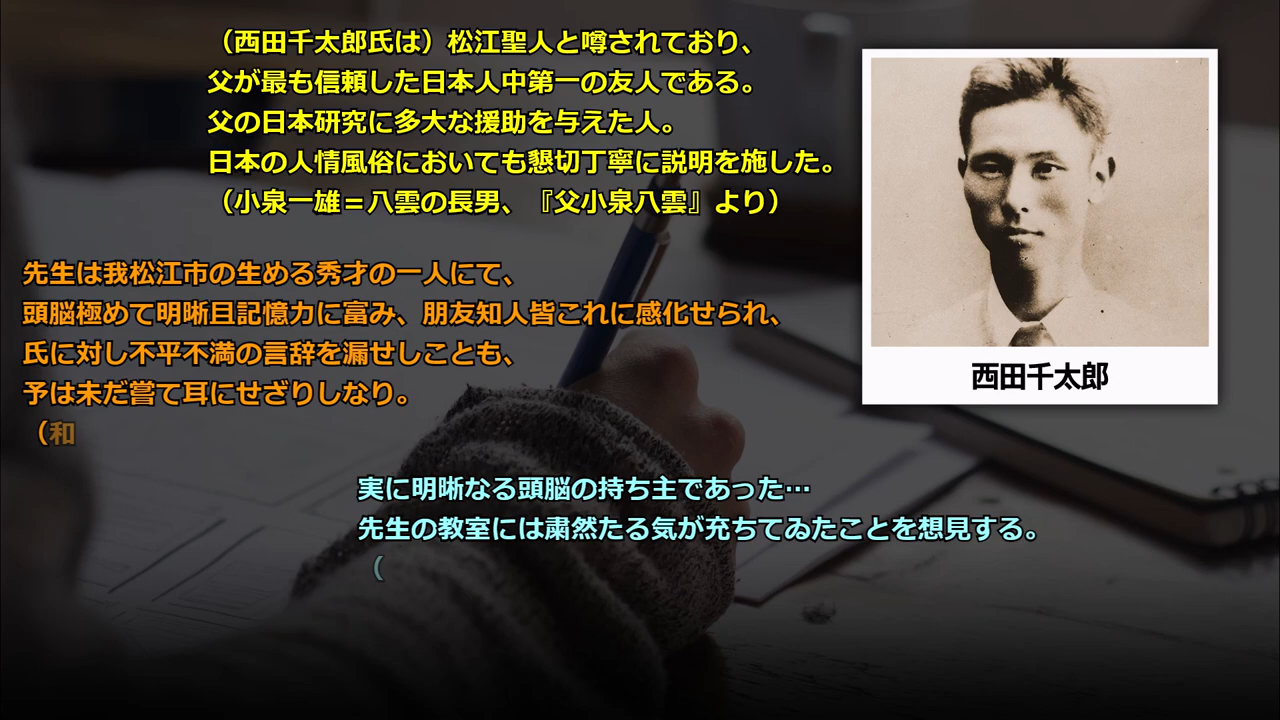 （西田千太郎氏は）松江聖人と噂されており、
父が最も信頼した日本人中第一の友人である。
父の日本研究に多大な援助を与えた人。
日本の人情風俗においても懇切丁寧に説明を施した。
（小泉一雄＝八雲の長男、『父小泉八雲』より）
西田千太郎
先生は我松江市の生める秀才の一人にて、
頭脳極めて明晰且記憶力に富み、朋友知人皆これに感化せられ、
氏に対し不平不満の言辞を漏せしことも、
予は未だ嘗て耳にせざりしなり。
（和
実に明晰なる頭脳の持ち主であった…
先生の教室には粛然たる気が充ちてゐたことを想見する。
（